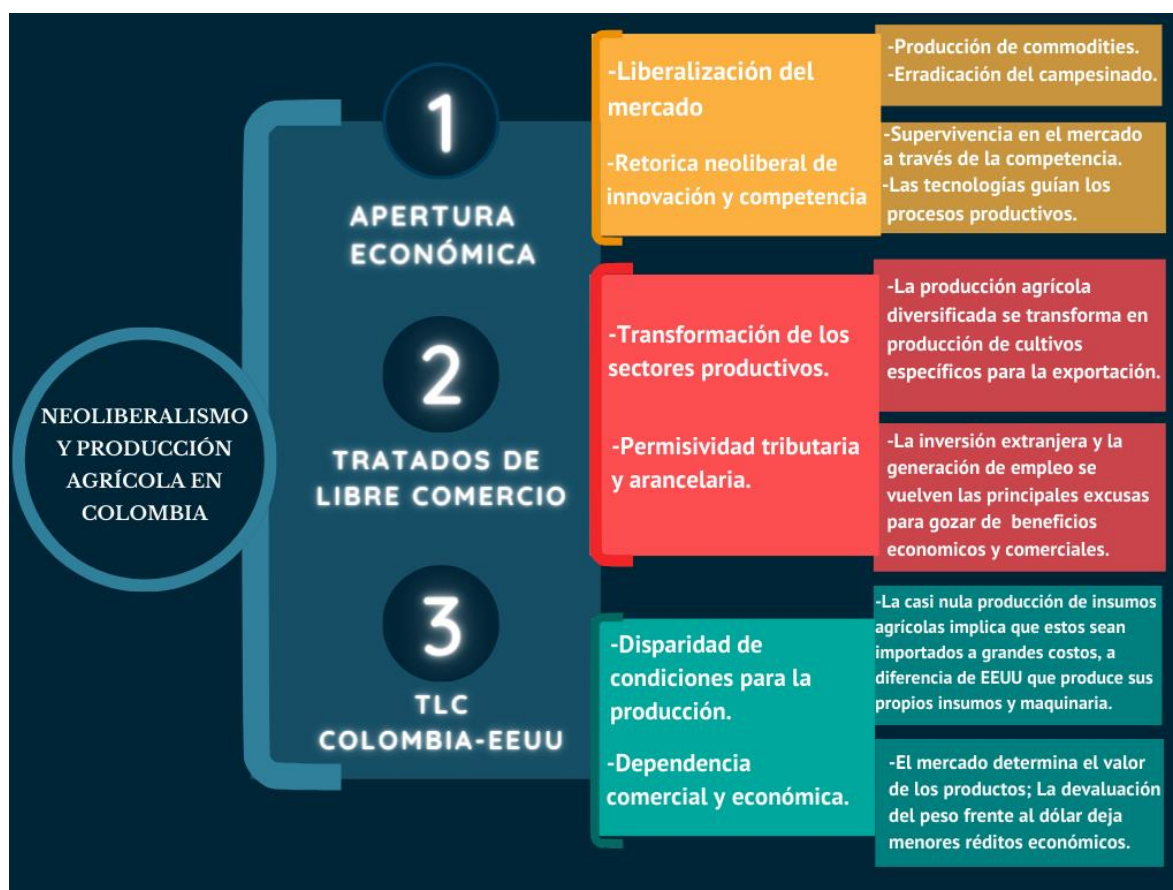 NEOLIBERALISMO
Y PRODUCCIÓN
AGRÍCOLA EN
COLOMBIA
1
APERTURA
ECONÓMICA
-Liberalización del
mercado
-Retorica neoliberal de
innovación y competencia
-Producción de commodities.
-Erradicación del campesinado.
-Supervivencia en el mercado
a través de la competencia.
-Las tecnologías guían los
procesos productivos.
2
TRATADOS DE
LIBRE COMERCIO
-Transformación de los
sectores productivos.
-Permisividad tributaria
y arancelaria.
-La producción agrícola
diversificada se transforma en
producción de cultivos
específicos para la exportación.
-La inversión extranjera y la
generación de empleo se
vuelven las principales excusas
para gozar de beneficios
economicos y comerciales.
3
TLC
COLOMBIA-EEUU
-Disparidad de
condiciones para la
producción.
-Dependencia
comercial y económica.
-La casi nula producción de insumos
agrícolas implica que estos sean
importados a grandes costos, a
diferencia de EEUU que produce sus
propios insumos y maquinaria.
-El mercado determina el valor
de los productos; La devaluación
del peso frente al dólar deja
menores réditos económicos.